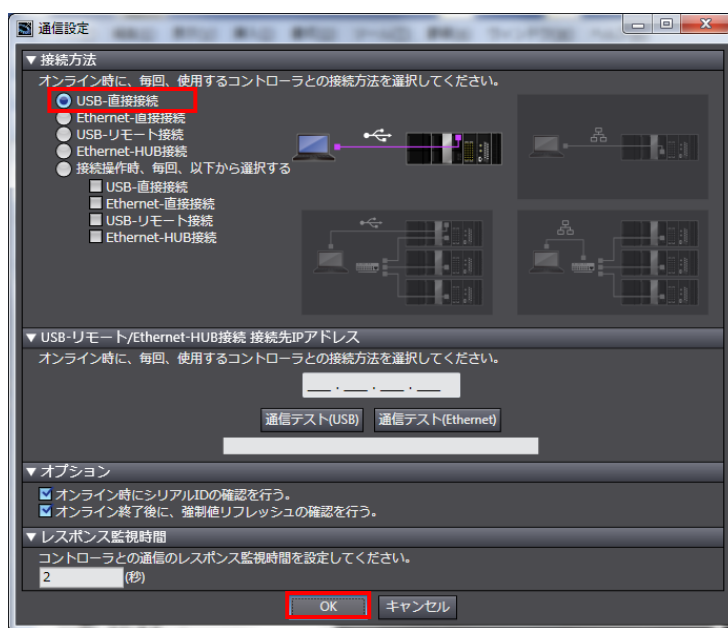 通信設定
▼接続方法
オンライン時に、毎回、使用するコントローラとの接続方法を選択してください。
USB-直接接続
Ethernet-直接接続
USB-リモート接続
Ethernet-HUB接続
接続操作時、毎回、以下から選択する
USB-直接接続
Ethernet-直接接続
USB-リモート接続
Ethernet-HUB接続
▼USB-リモート/Ethernet-HUB接続 接続先IPアドレス
オンライン時に、毎回、使用するコントローラとの接続方法を選択してください。
___.___.___.___
通信テスト(USB) 通信テスト(Ethernet)
▼オプション
オンライン時にシリアルIDの確認を行う。
オンライン終了後に、強制値リフレッシュの確認を行う。
▼レスポンス監視時間
コントローラとの通信のレスポンス監視時間を設定してください。
2 (秒)
OK キャンセル